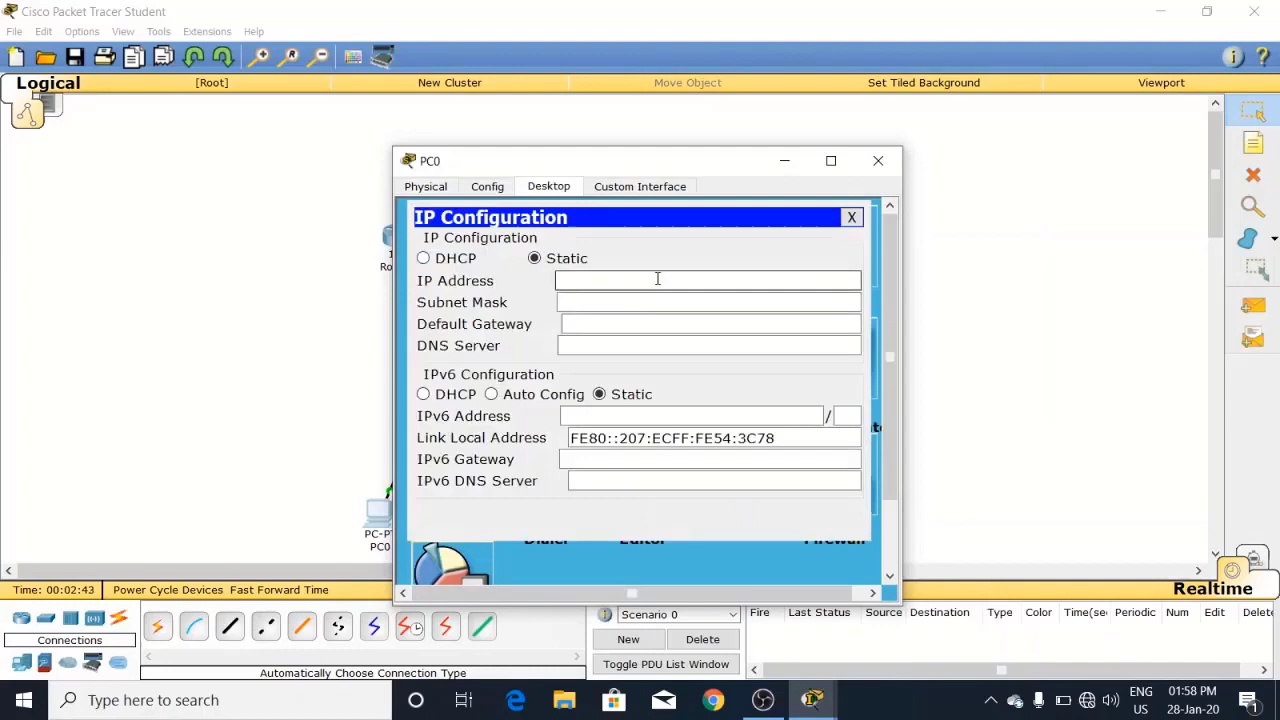 Cisco Packet Tracer Student
File Edit Options View Tools Extensions Help
Logical [Root] New Cluster Move Object Set Tiled Background Viewport
PC0
Physical Config Desktop Custom Interface
IP Configuration X
IP Configuration
DHCP Static
IP Address
Subnet Mask
Default Gateway
DNS Server
IPv6 Configuration
DHCP Auto Config Static
IPv6 Address /
Link Local Address FE80::207:ECFF:FE54:3C78
IPv6 Gateway
IPv6 DNS Server
PC0
Time: 00:02:43 Power Cycle Devices Fast Forward Time Realtime
Scenario 0 Fire Last Status Source Destination Type Color Time(sec Periodic Num Edit Delete
Connections New Delete
Toggle PDU List Window
Automatically Choose Connection Type
Type here to search
ENG 01:58 PM
US 28-Jan-20